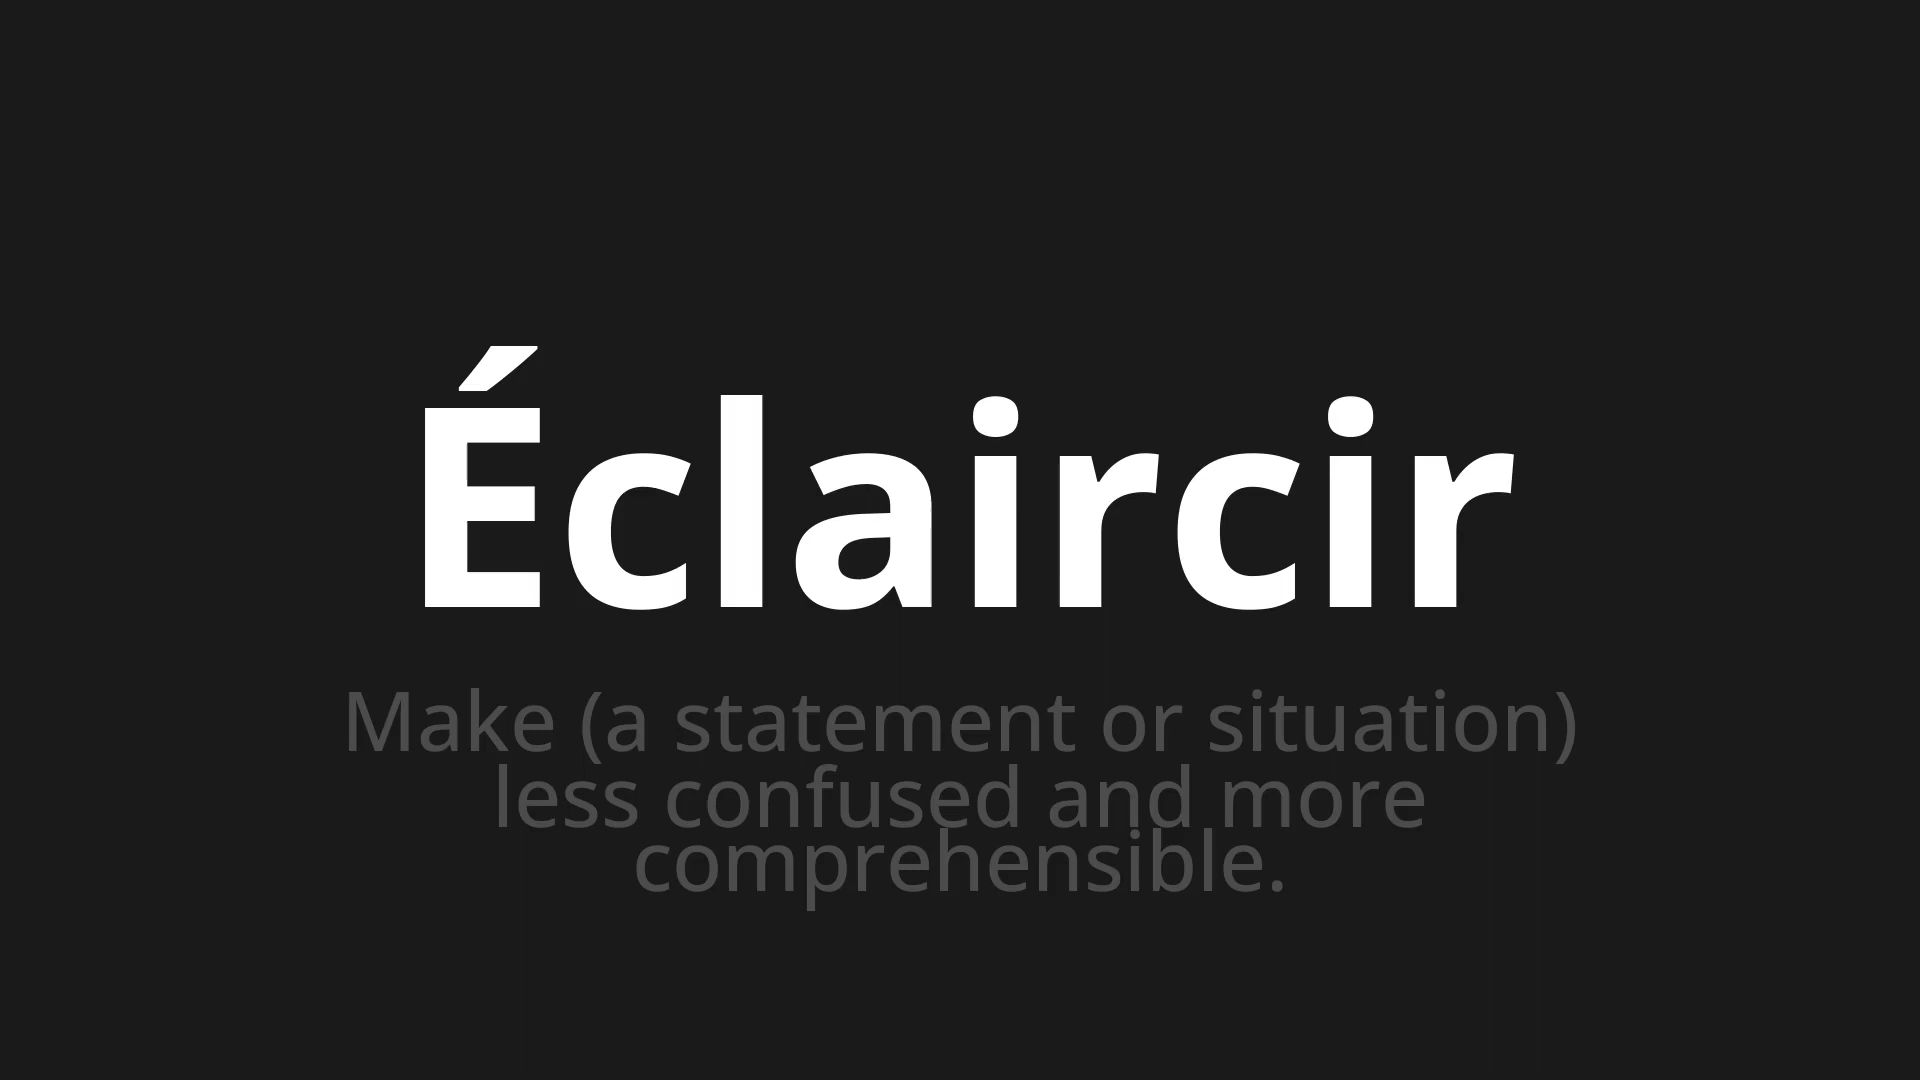 Éclaircir
Make (a statement or situation)
less confused and more
comprehensible.